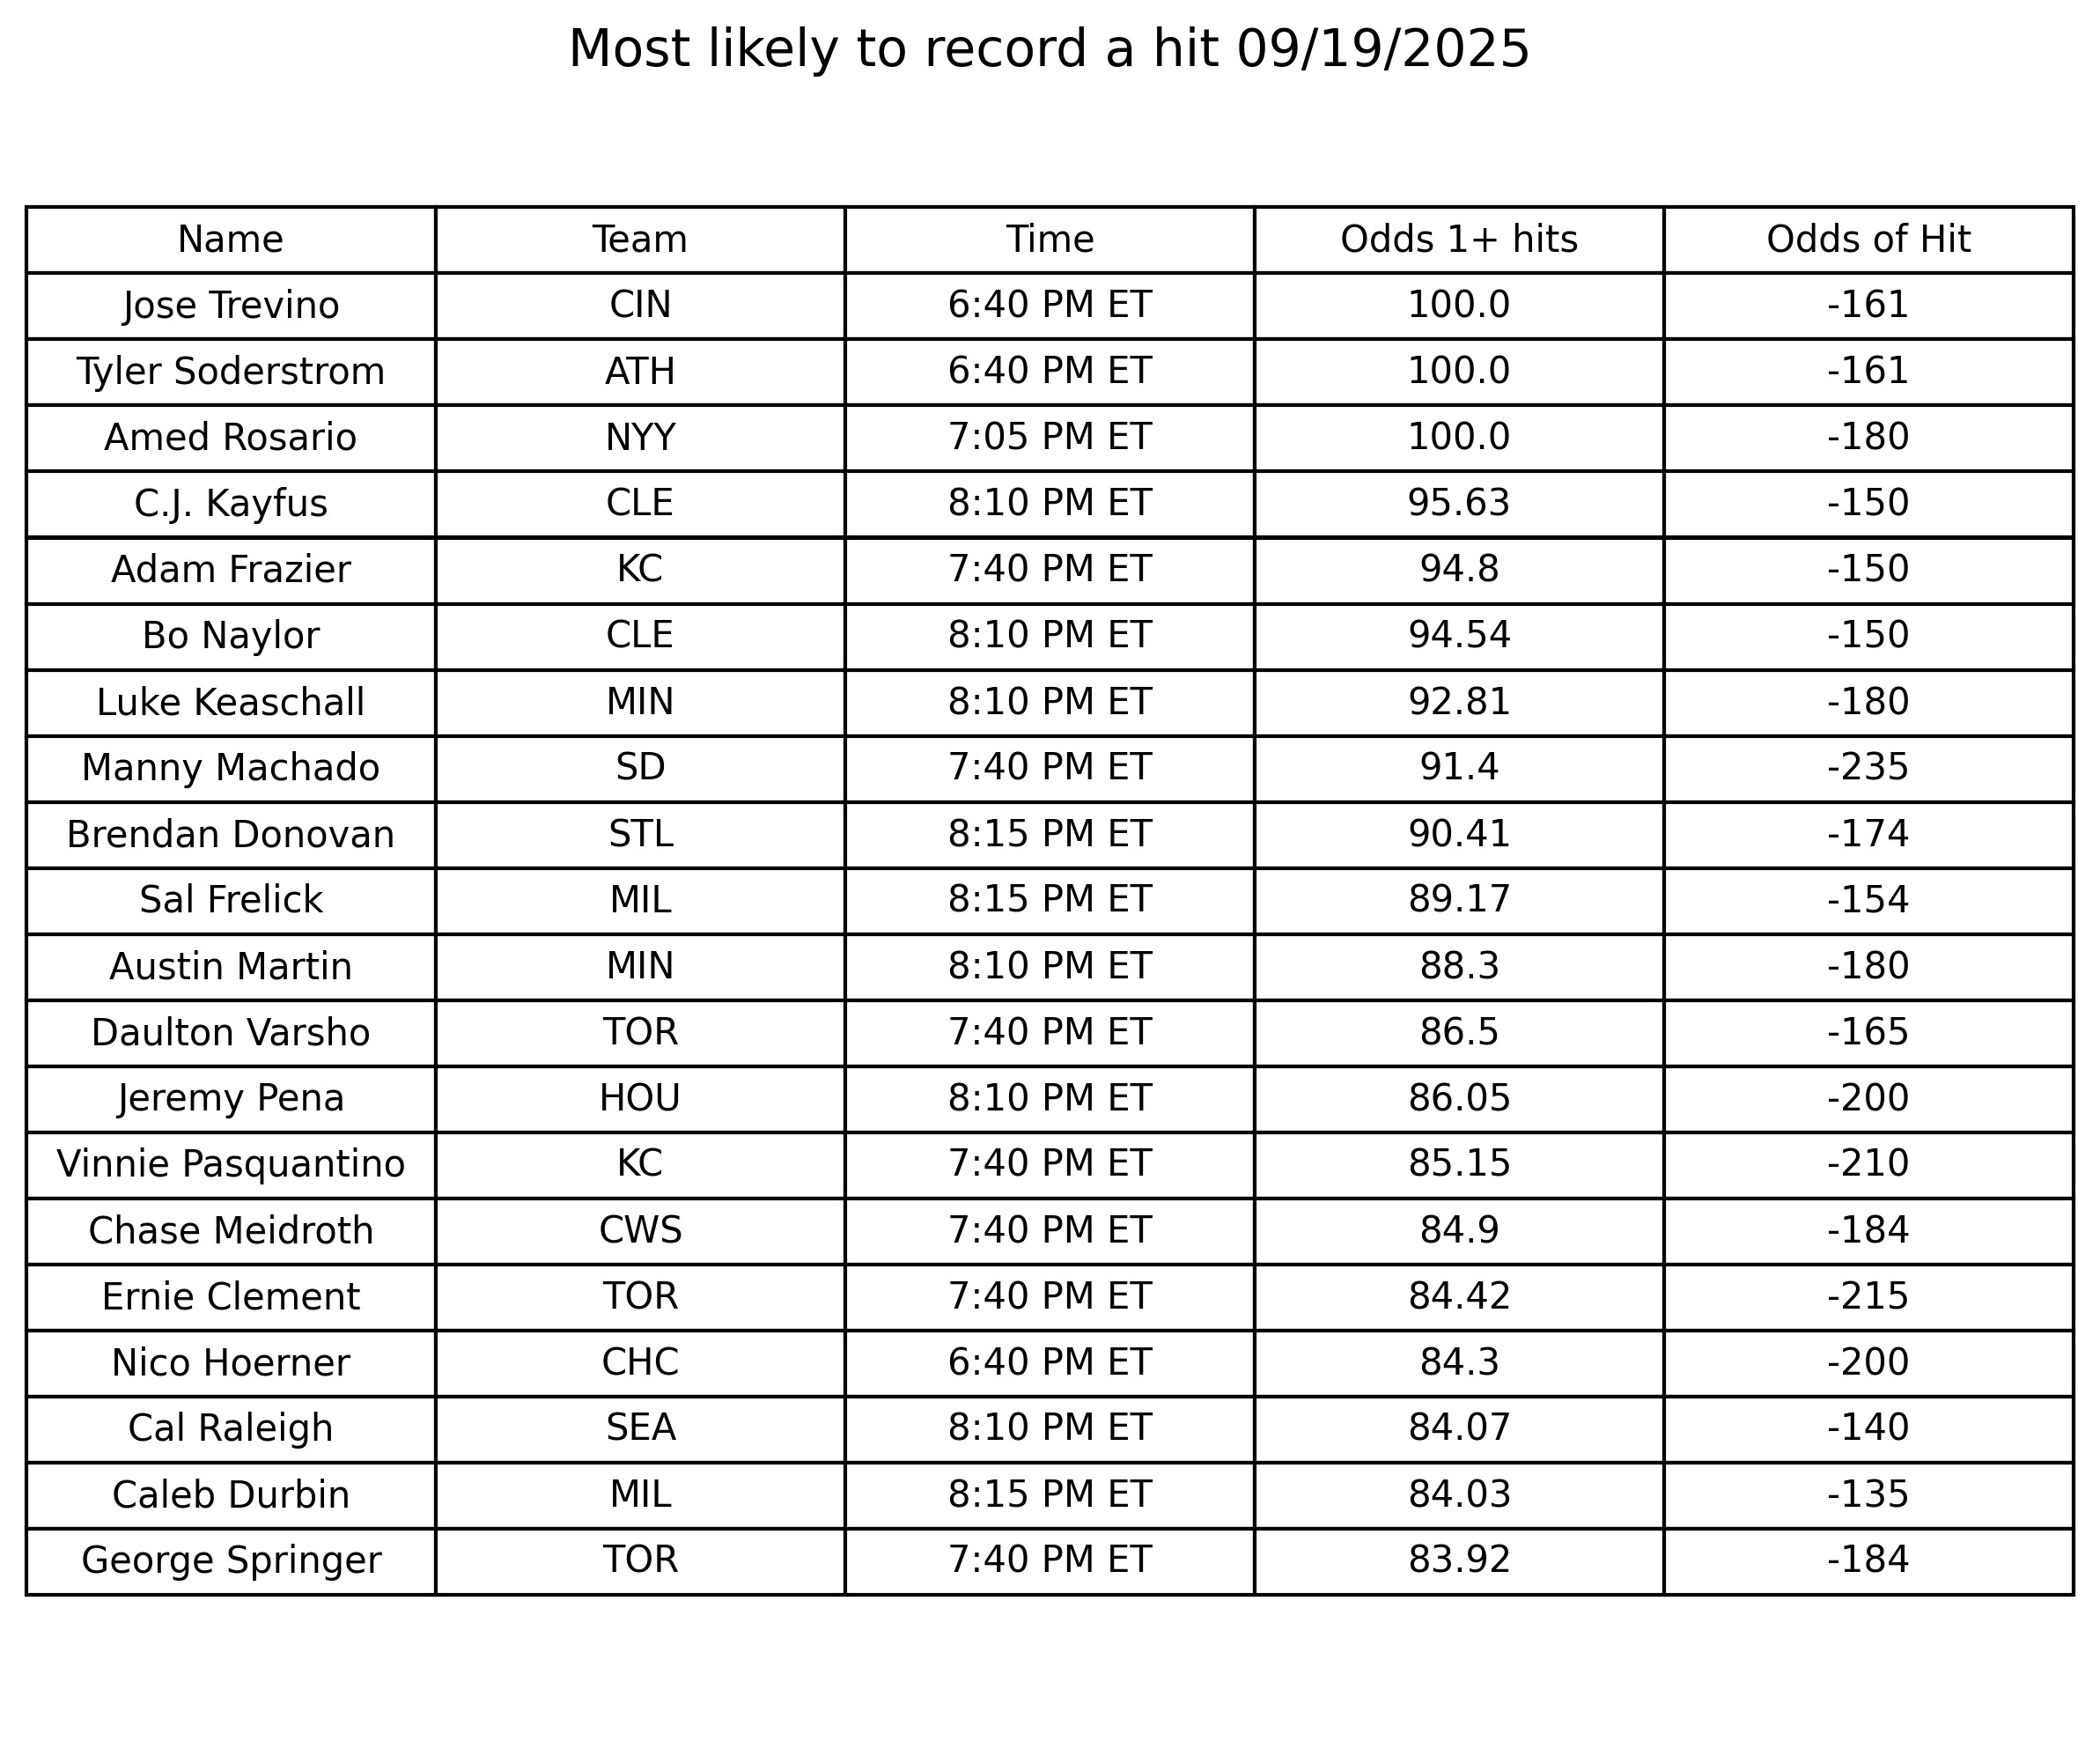 Most likely to record a hit 09/19/2025
Name Team Time Odds 1+ hits Odds of Hit
Jose Trevino CIN 6:40 PM ET 100.0 -161
Tyler Soderstrom ATH 6:40 PM ET 100.0 -161
Amed Rosario NYY 7:05 PM ET 100.0 -180
C.J. Kayfus CLE 8:10 PM ET 95.63 -150
Adam Frazier KC 7:40 PM ET 94.8 -150
Bo Naylor CLE 8:10 PM ET 94.54 -150
Luke Keaschall MIN 8:10 PM ET 92.81 -180
Manny Machado SD 7:40 PM ET 91.4 -235
Brendan Donovan STL 8:15 PM ET 90.41 -174
Sal Frelick MIL 8:15 PM ET 89.17 -154
Austin Martin MIN 8:10 PM ET 88.3 -180
Daulton Varsho TOR 7:40 PM ET 86.5 -165
Jeremy Pena HOU 8:10 PM ET 86.05 -200
Vinnie Pasquantino KC 7:40 PM ET 85.15 -210
Chase Meidroth CWS 7:40 PM ET 84.9 -184
Ernie Clement TOR 7:40 PM ET 84.42 -215
Nico Hoerner CHC 6:40 PM ET 84.3 -200
Cal Raleigh SEA 8:10 PM ET 84.07 -140
Caleb Durbin MIL 8:15 PM ET 84.03 -135
George Springer TOR 7:40 PM ET 83.92 -184